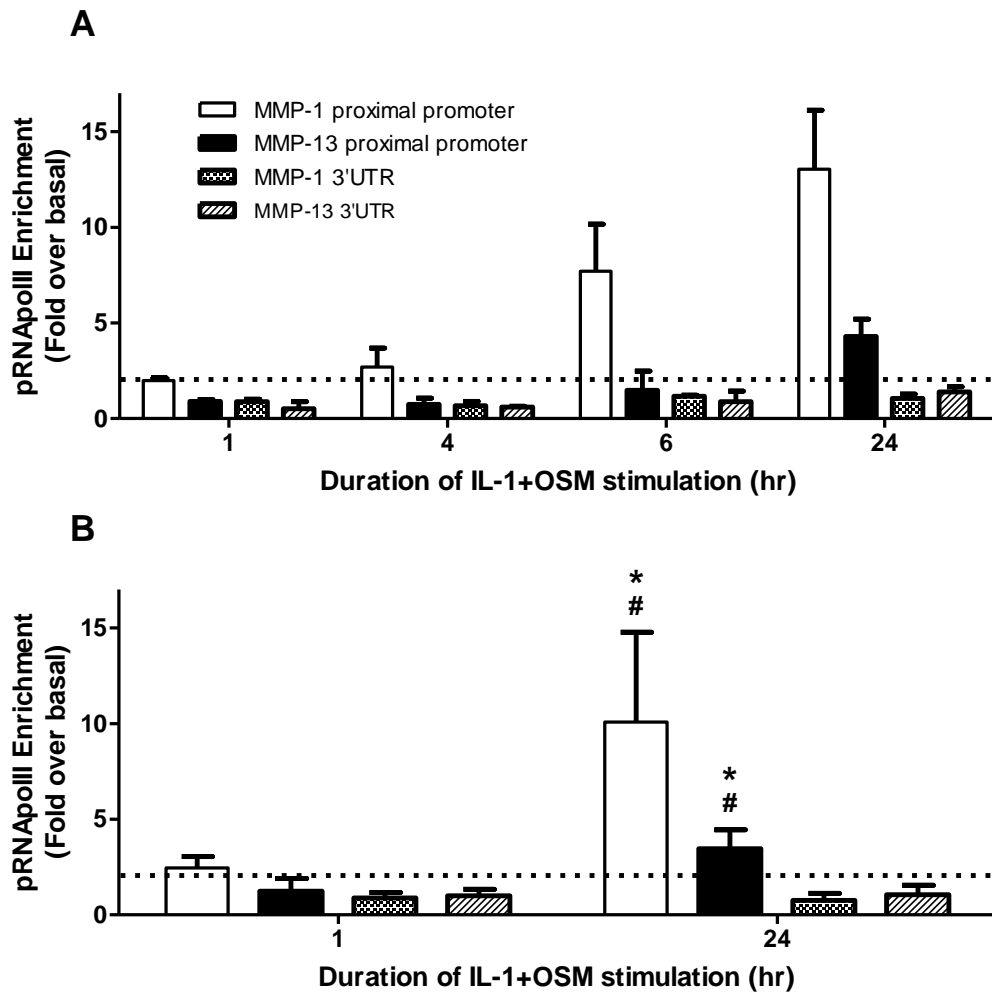 A
pRNApolII Enrichment
(Fold over basal)
15
10
5
0
MMP-1 proximal promoter
MMP-13 proximal promoter
MMP-1 3'UTR
MMP-13 3'UTR
1 4 6 24
Duration of IL-1+OSM stimulation (hr)
B
pRNApolII Enrichment
(Fold over basal)
15
10
5
0
*
#
*
#
1 24
Duration of IL-1+OSM stimulation (hr)